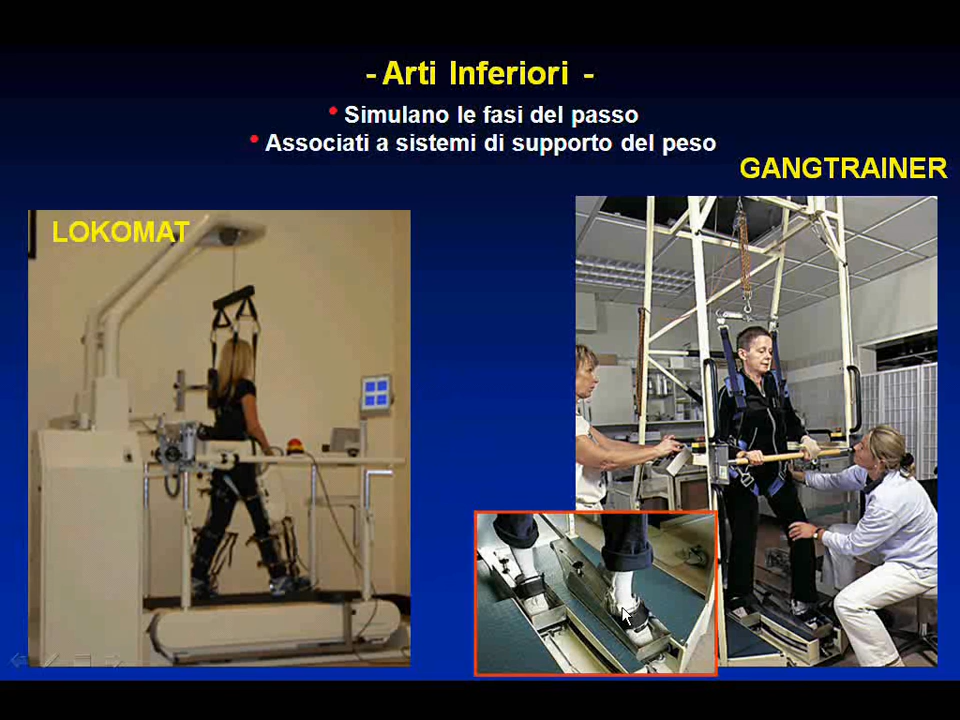 - Arti Inferiori -
• Simulano le fasi del passo
• Associati a sistemi di supporto del peso
GANGTRAINER
LOKOMAT